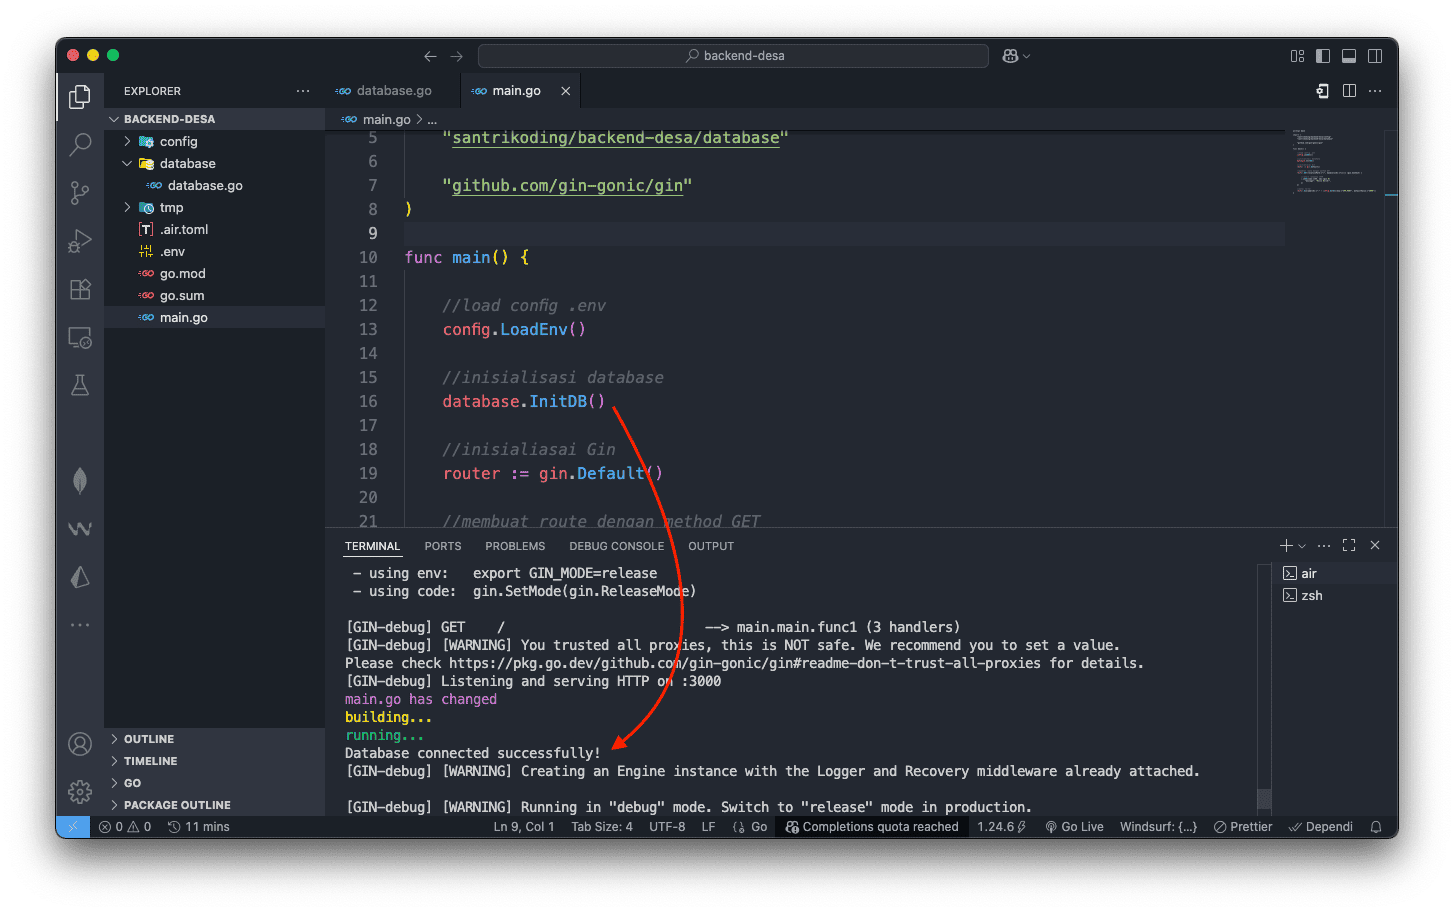 backend-desa
EXPLORER
BACKEND-DESA
config
database
database.go
tmp
.air.toml
.env
go.mod
go.sum
main.go
OUTLINE
TIMELINE
GO
PACKAGE OUTLINE
database.go
main.go
main.go > ...
5 "santrikoding/backend-desa/database"
6
7 "github.com/gin-gonic/gin"
8 )
9
10 func main() {
11
12 //load config .env
13 config.LoadEnv()
14
15 //inisialisasi database
16 database.InitDB()
17
18 //inisialiasai Gin
19 router := gin.Default()
20
21 //membuat route dengan method GET
TERMINAL PORTS PROBLEMS DEBUG CONSOLE OUTPUT
- using env: export GIN_MODE=release
- using code: gin.SetMode(gin.ReleaseMode)
[GIN-debug] GET / --> main.main.func1 (3 handlers)
[GIN-debug] [WARNING] You trusted all proxies, this is NOT safe. We recommend you to set a value.
Please check https://pkg.go.dev/github.com/gin-gonic/gin#readme-don-t-trust-all-proxies for details.
[GIN-debug] Listening and serving HTTP on :3000
main.go has changed
building...
running...
Database connected successfully!
[GIN-debug] [WARNING] Creating an Engine instance with the Logger and Recovery middleware already attached.
[GIN-debug] [WARNING] Running in "debug" mode. Switch to "release" mode in production.
air
zsh
0 0 11 mins Ln 9, Col 1 Tab Size: 4 UTF-8 LF Go Completions quota reached 1.24.6 Go Live Windsurf: {...} Prettier Dependi